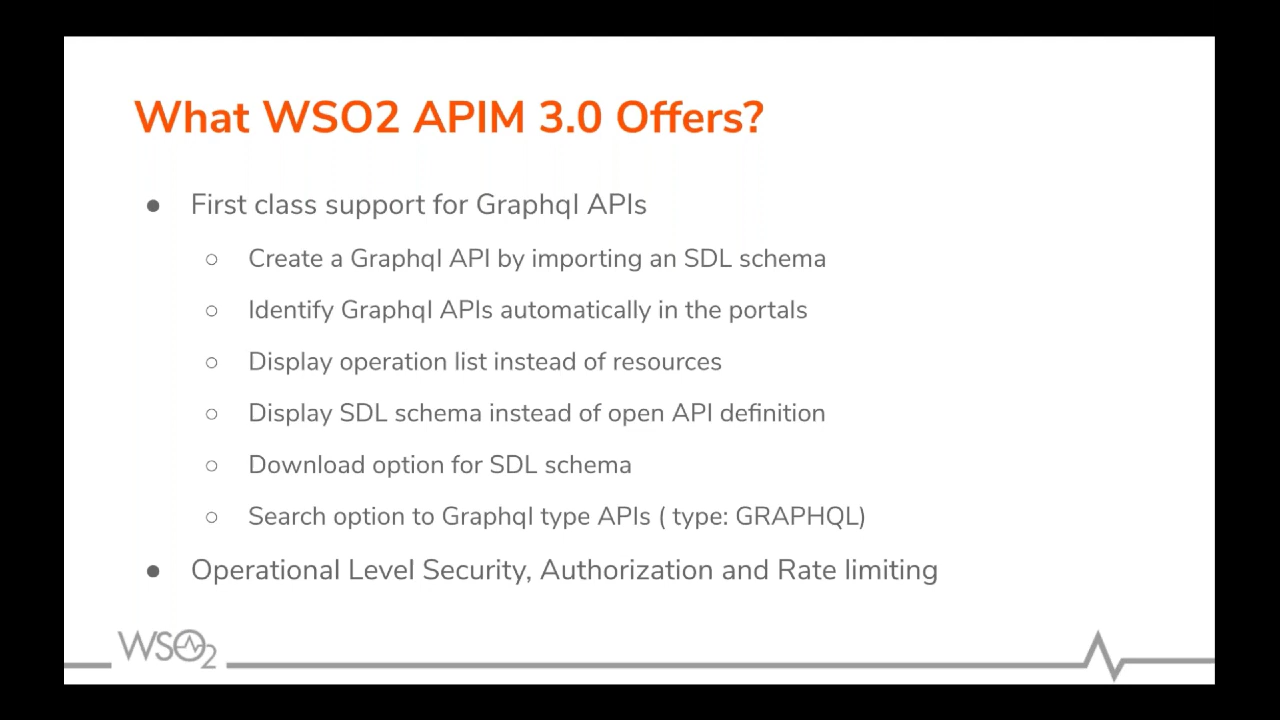 What WSO2 APIM 3.0 Offers?
● First class support for Graphql APIs
○ Create a Graphql API by importing an SDL schema
○ Identify Graphql APIs automatically in the portals
○ Display operation list instead of resources
○ Display SDL schema instead of open API definition
○ Download option for SDL schema
○ Search option to Graphql type APIs ( type: GRAPHQL)
● Operational Level Security, Authorization and Rate limiting
WSO2